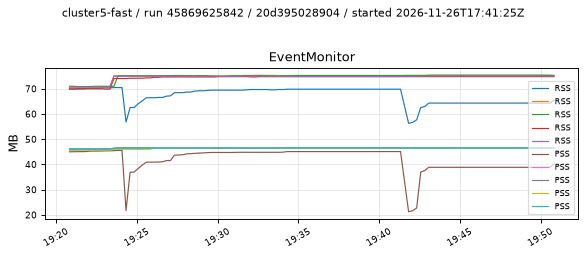 cluster5-fast / run 45869625842 / 20d395028904 / started 2026-11-26T17:41:25Z
EventMonitor
MB
70
60
50
40
30
20
RSS
RSS
RSS
RSS
RSS
PSS
PSS
PSS
PSS
PSS
19:20
19:25
19:30
19:35
19:40
19:45
19:50